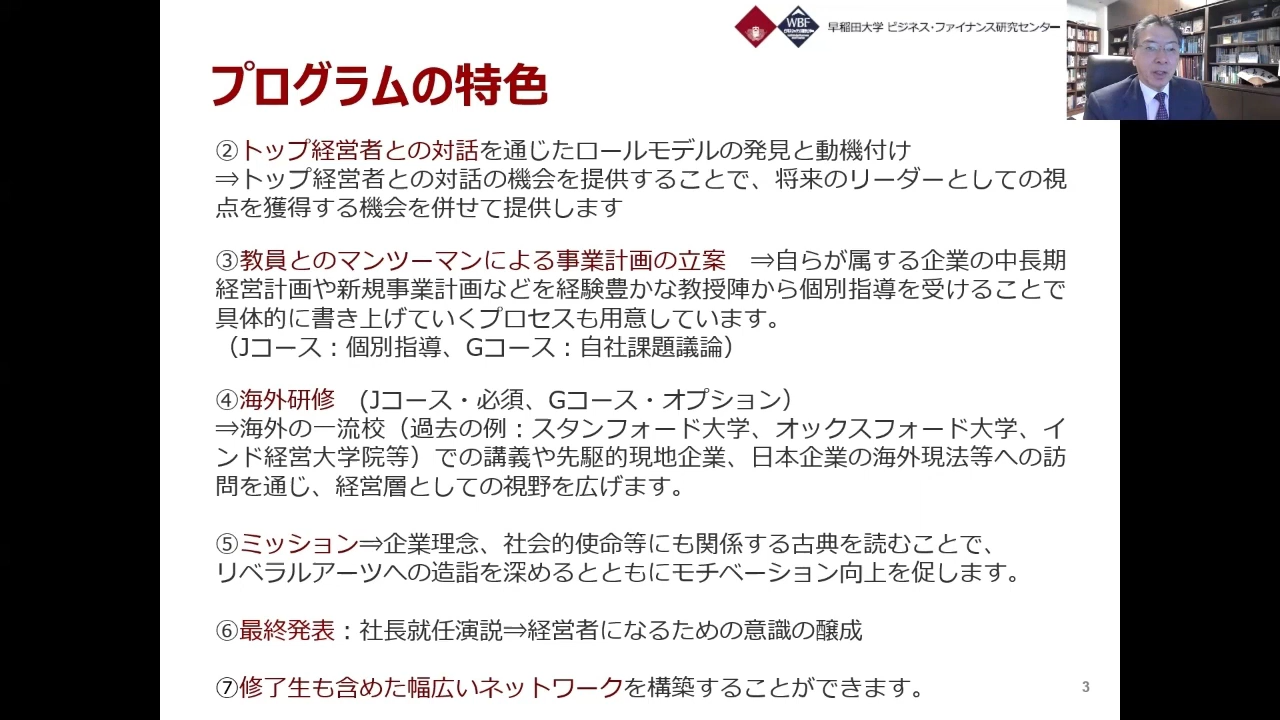 WBF
早稲田大学 ビジネス・ファイナンス研究センター
プログラムの特色
②トップ経営者との対話を通じたロールモデルの発見と動機付け
⇒トップ経営者との対話の機会を提供することで、将来のリーダーとしての視
点を獲得する機会を併せて提供します
③教員とのマンツーマンによる事業計画の立案　⇒自らが属する企業の中長期
経営計画や新規事業計画などを経験豊かな教授陣から個別指導を受けることで
具体的に書き上げていくプロセスも用意しています。
（Jコース：個別指導、Gコース：自社課題議論）
④海外研修　(Jコース・必須、Gコース・オプション）
⇒海外の一流校（過去の例：スタンフォード大学、オックスフォード大学、イ
ンド経営大学院等）での講義や先駆的現地企業、日本企業の海外現法等への訪
問を通じ、経営層としての視野を広げます。
⑤ミッション⇒企業理念、社会的使命等にも関係する古典を読むことで、
リベラルアーツへの造詣を深めるとともにモチベーション向上を促します。
⑥最終発表：社長就任演説⇒経営者になるための意識の醸成
⑦修了生も含めた幅広いネットワークを構築することができます。
3